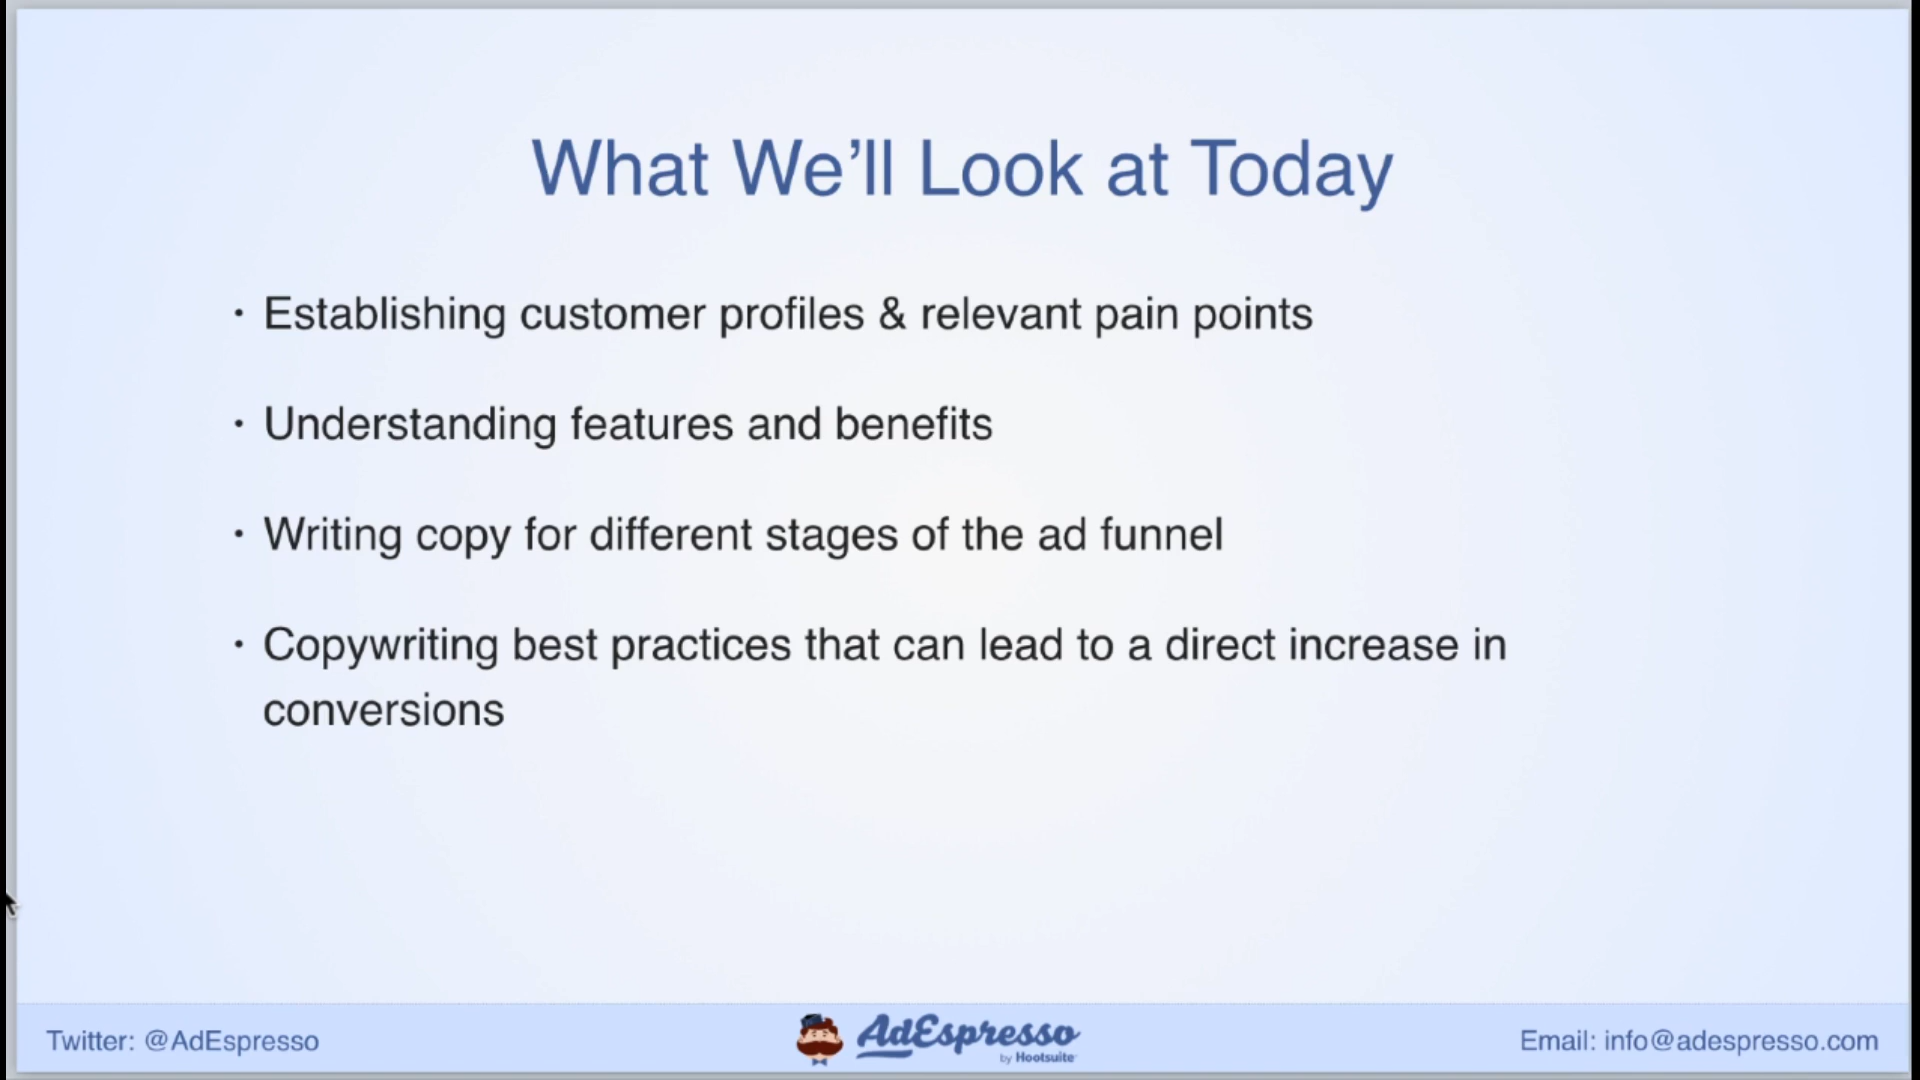 What We’ll Look at Today
• Establishing customer profiles & relevant pain points
• Understanding features and benefits
• Writing copy for different stages of the ad funnel
• Copywriting best practices that can lead to a direct increase in
conversions
Twitter: @AdEspresso
AdEspresso
by Hootsuite
Email: info@adespresso.com